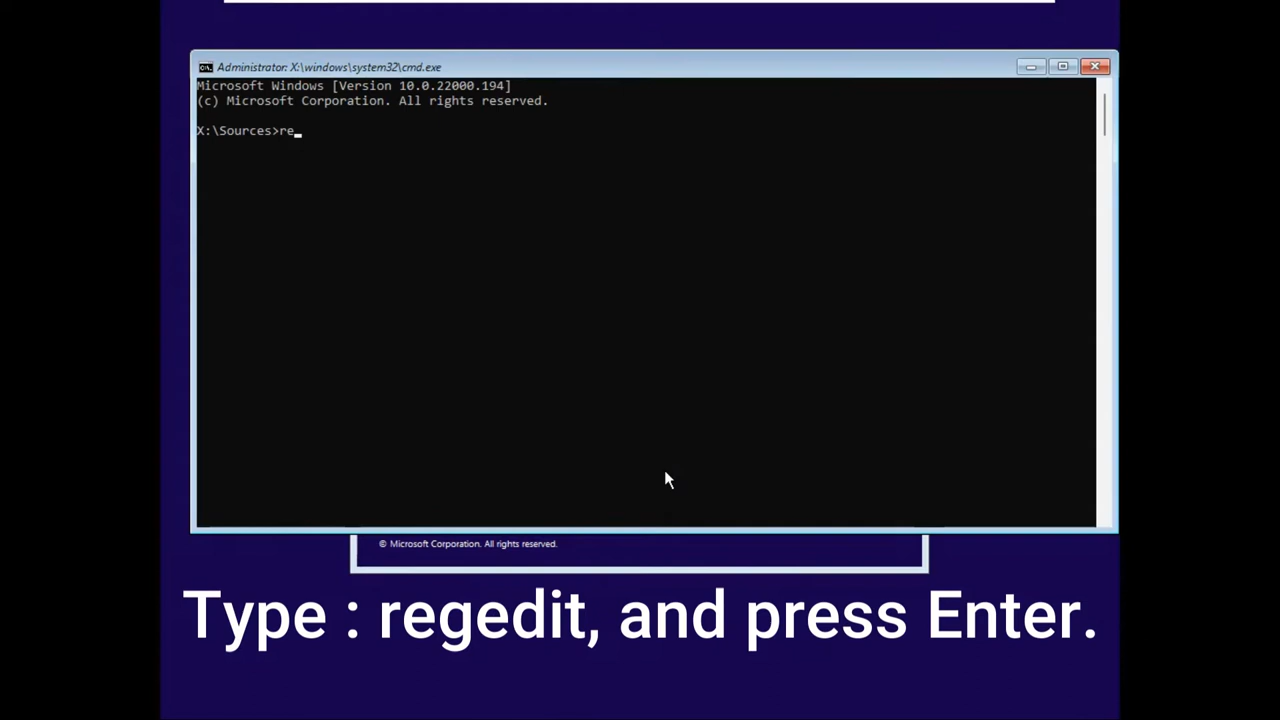 Administrator: X:\windows\system32\cmd.exe
Microsoft Windows [Version 10.0.22000.194]
(c) Microsoft Corporation. All rights reserved.
X:\Sources>re_
© Microsoft Corporation. All rights reserved.
Type : regedit, and press Enter.